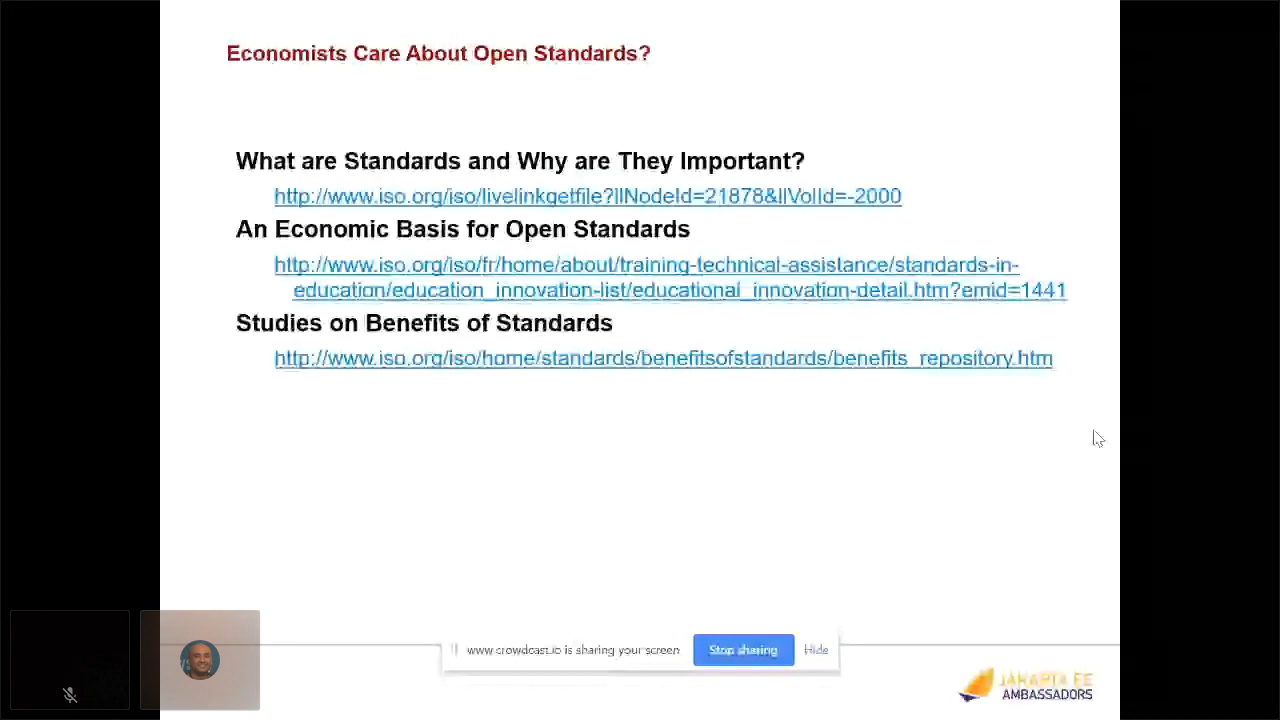 Economists Care About Open Standards?
What are Standards and Why are They Important?
http://www.iso.org/iso/livelinkgetfile?llNodeId=21878&llVolId=-2000
An Economic Basis for Open Standards
http://www.iso.org/iso/fr/home/about/training-technical-assistance/standards-in-
education/education_innovation-list/educational_innovation-detail.htm?emid=1441
Studies on Benefits of Standards
http://www.iso.org/iso/home/standards/benefitsofstandards/benefits_repository.htm
www.crowdcast.io is sharing your screen
Stop sharing
Hide
JAKARTA EE
AMBASSADORS